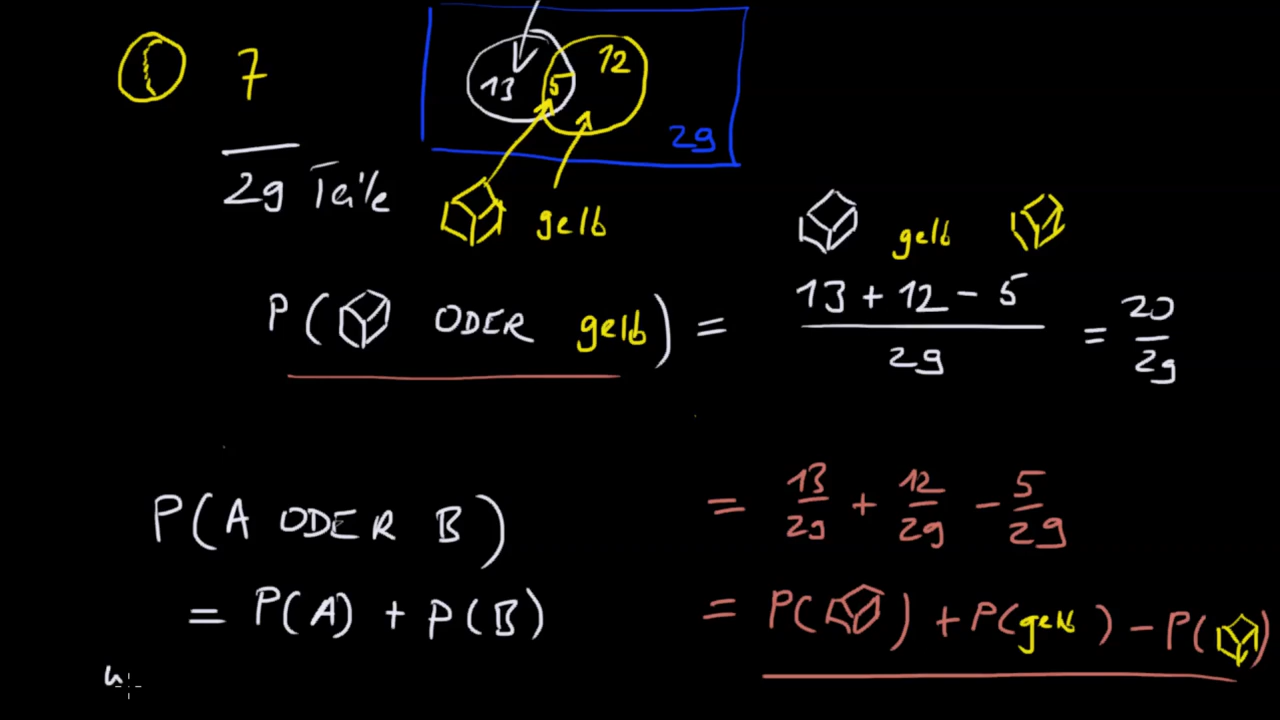 7
29 Teile
13 5 12
29
gelb
gelb
P( ODER gelb) = 13 + 12 - 5 / 29 = 20/29
= 13/29 + 12/29 - 5/29
= P( ) + P(gelb) - P( )
P(A ODER B)
= P(A) + P(B)